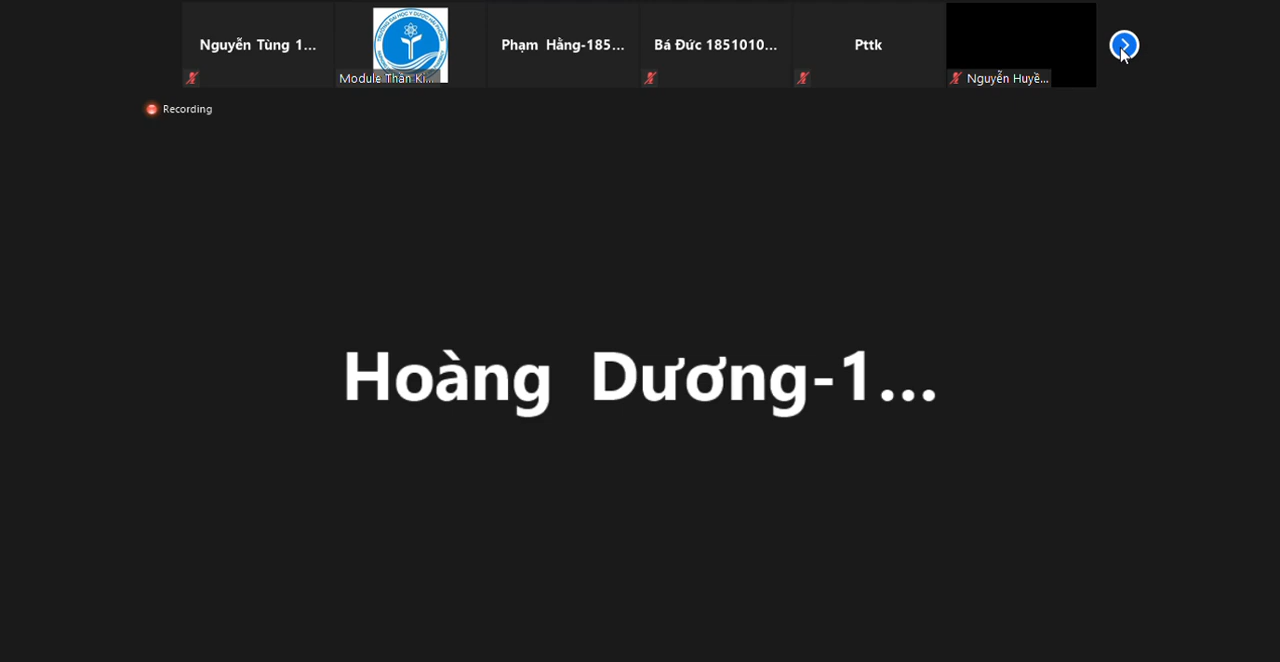 Nguyễn Tùng 1...
Module Thần Ki...
Phạm Hằng-185...
Bá Đức 1851010...
Pttk
Nguyễn Huyề...
Recording
Hoàng Dương-1...